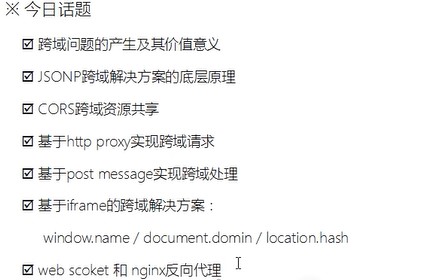 ※ 今日话题
☑ 跨域问题的产生及其价值意义
☑ JSONP跨域解决方案的底层原理
☑ CORS跨域资源共享
☑ 基于http proxy实现跨域请求
☑ 基于post message实现跨域处理
☑ 基于iframe的跨域解决方案：
window.name / document.domin / location.hash
☑ web scoket 和 nginx反向代理